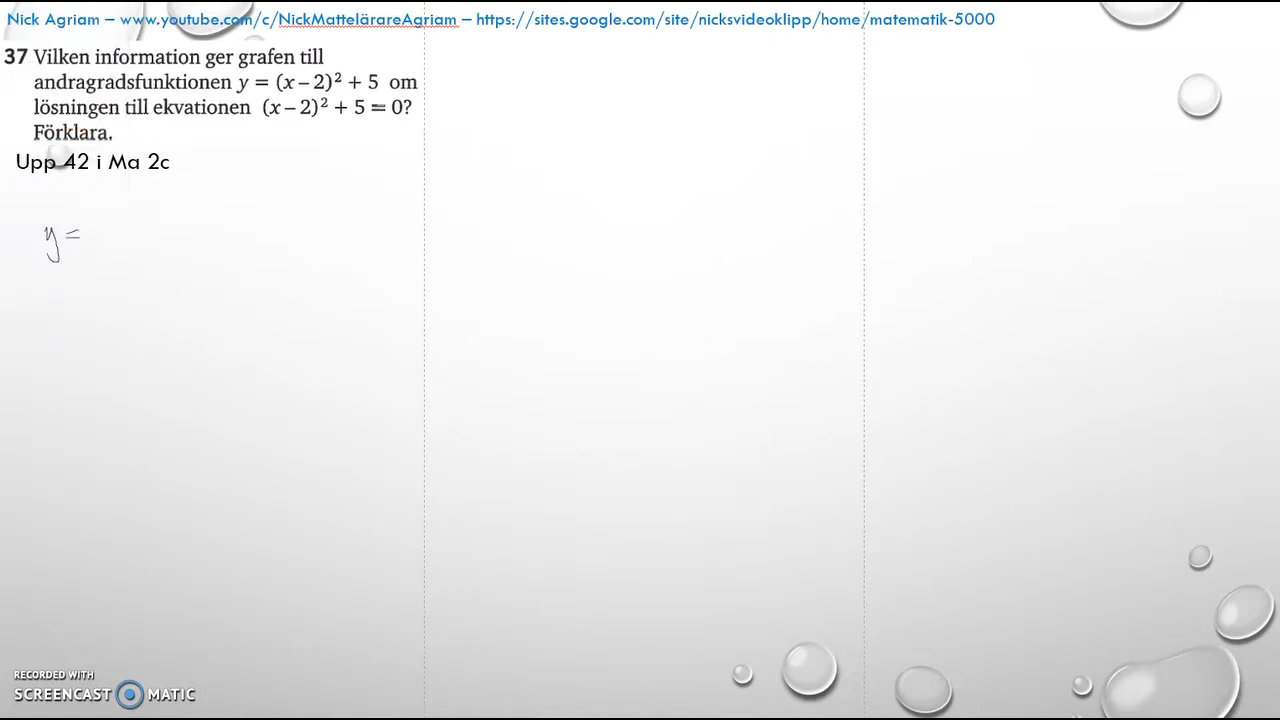 Nick Agriam – www.youtube.com/c/NickMattelärareAgriam – https://sites.google.com/site/nicksvideoklipp/home/matematik-5000
37 Vilken information ger grafen till
andragradsfunktionen y = (x – 2)² + 5 om
lösningen till ekvationen (x – 2)² + 5 = 0?
Förklara.
Upp 42 i Ma 2c
y =
RECORDED WITH
SCREENCAST MATIC